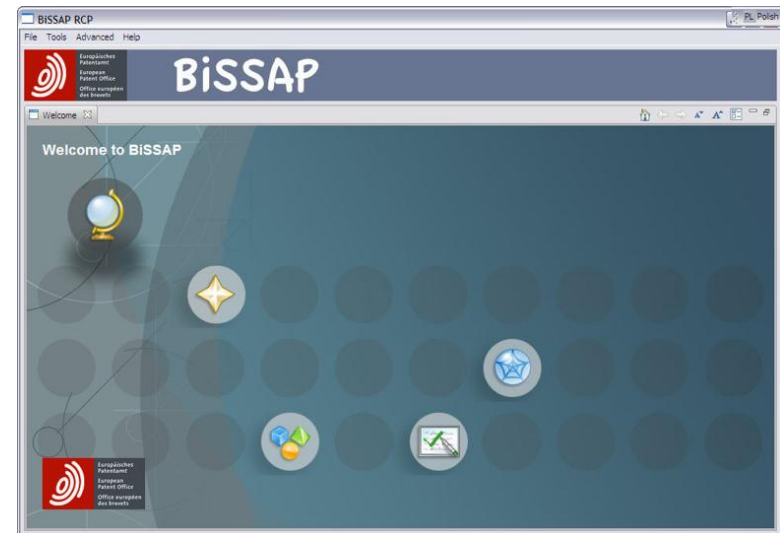 BiSSAP RCP
PL Polish
File Tools Advanced Help
Europäisches
Patentamt
European
Patent Office
Office européen
des brevets
BiSSAP
Welcome
Welcome to BiSSAP
Europäisches
Patentamt
European
Patent Office
Office européen
des brevets